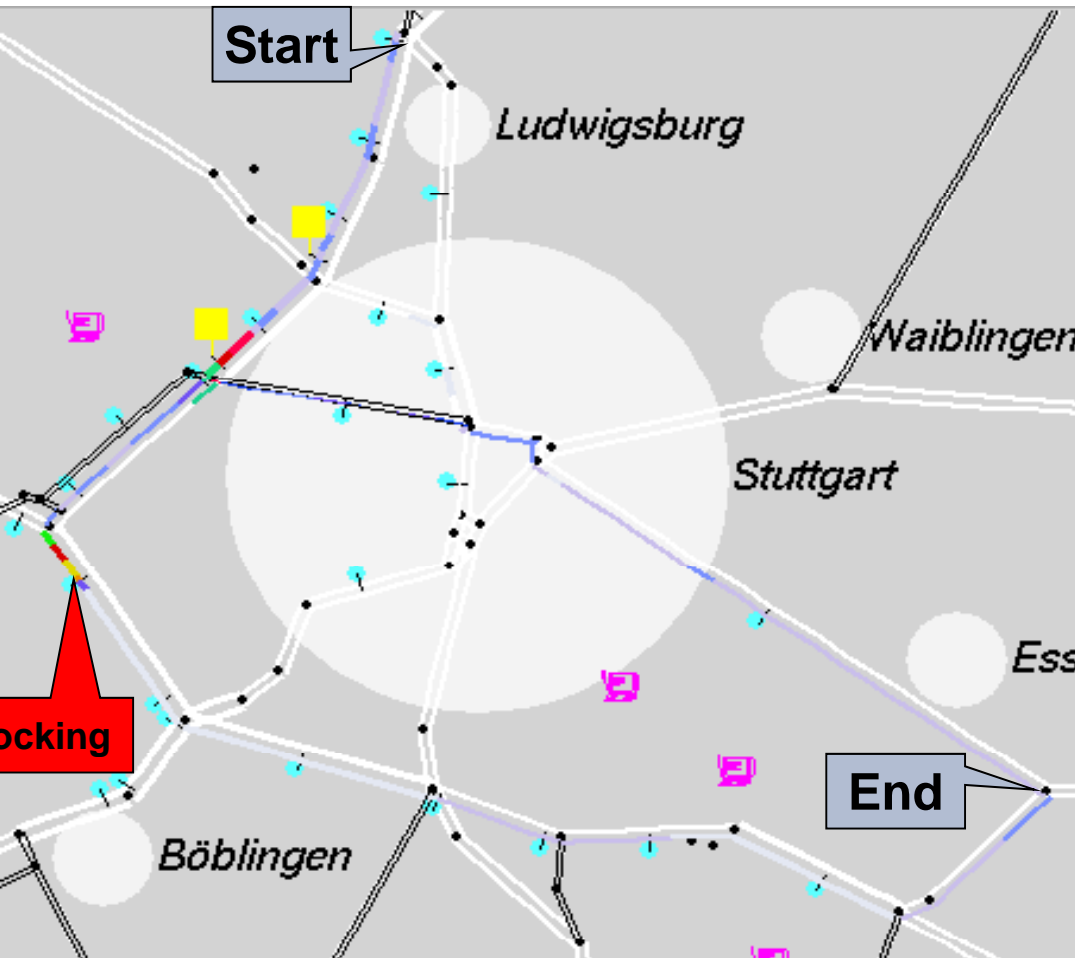 Start
Ludwigsburg
Waiblingen
Stuttgart
Ess
End
ocking
Böblingen